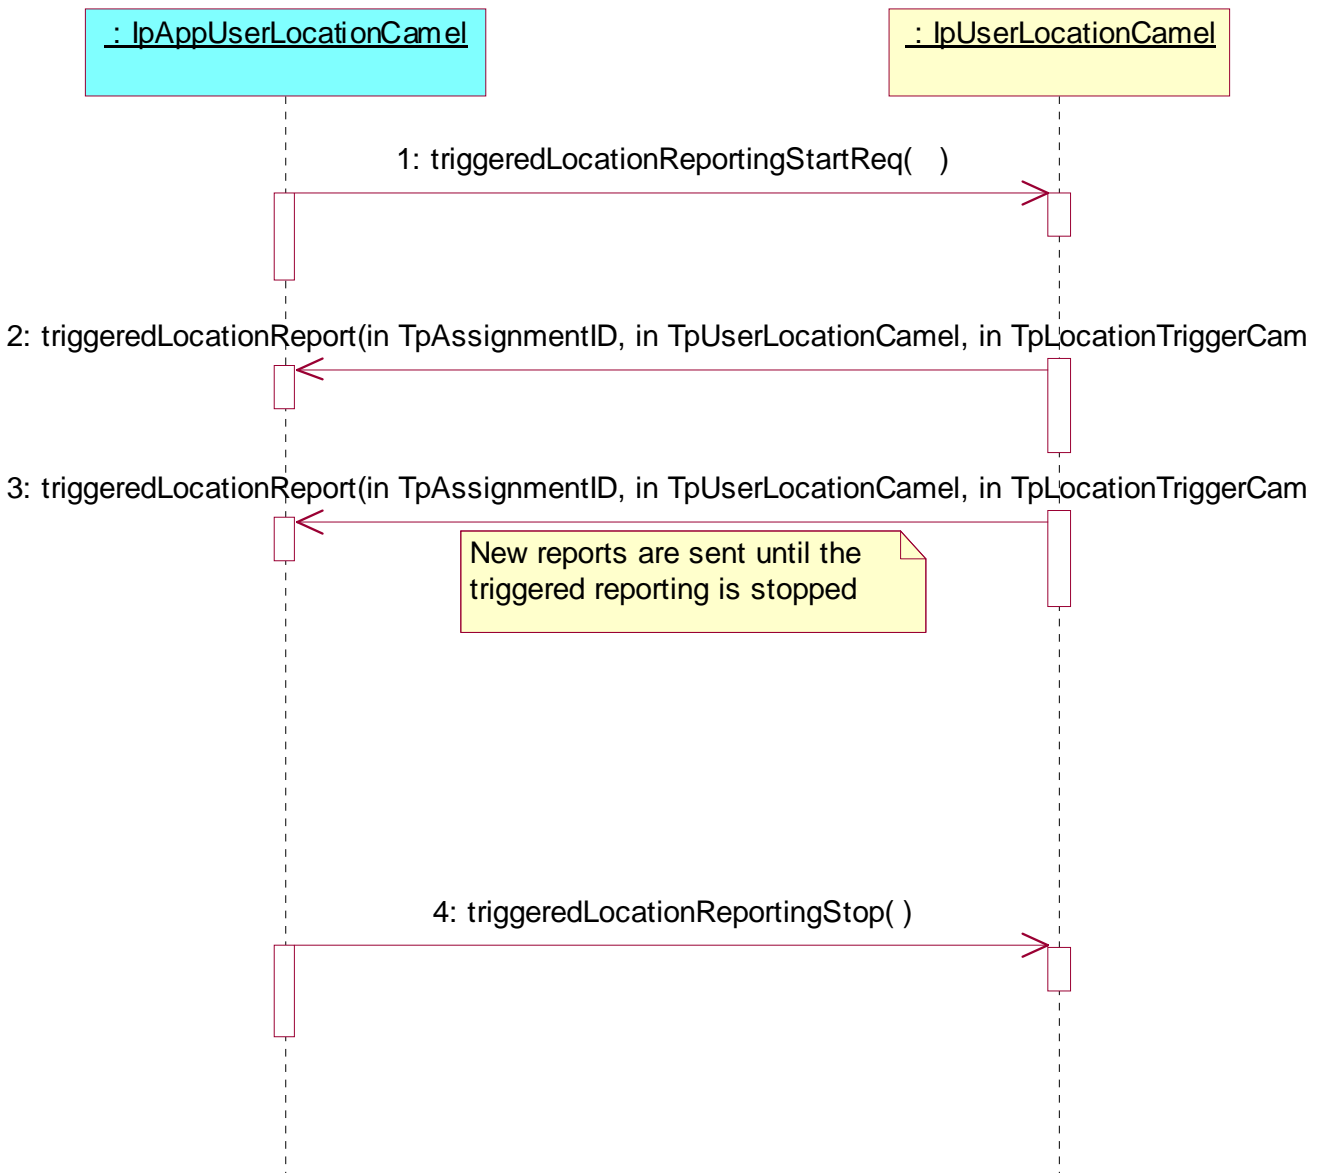 : IpAppUserLocationCamel
: IpUserLocationCamel
1: triggeredLocationReportingStartReq(   )
2: triggeredLocationReport(in TpAssignmentID, in TpUserLocationCamel, in TpLocationTriggerCam
3: triggeredLocationReport(in TpAssignmentID, in TpUserLocationCamel, in TpLocationTriggerCam
New reports are sent until the
triggered reporting is stopped
4: triggeredLocationReportingStop( )